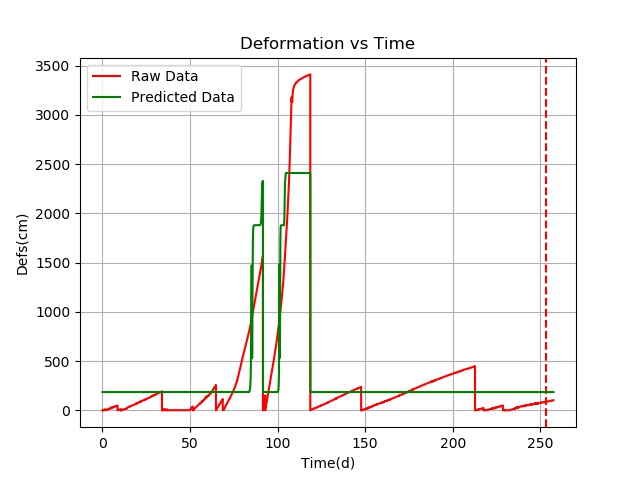 Deformation vs Time
Raw Data
Predicted Data
3500
3000
2500
2000
1500
1000
500
0
Defs(cm)
0 50 100 150 200 250
Time(d)